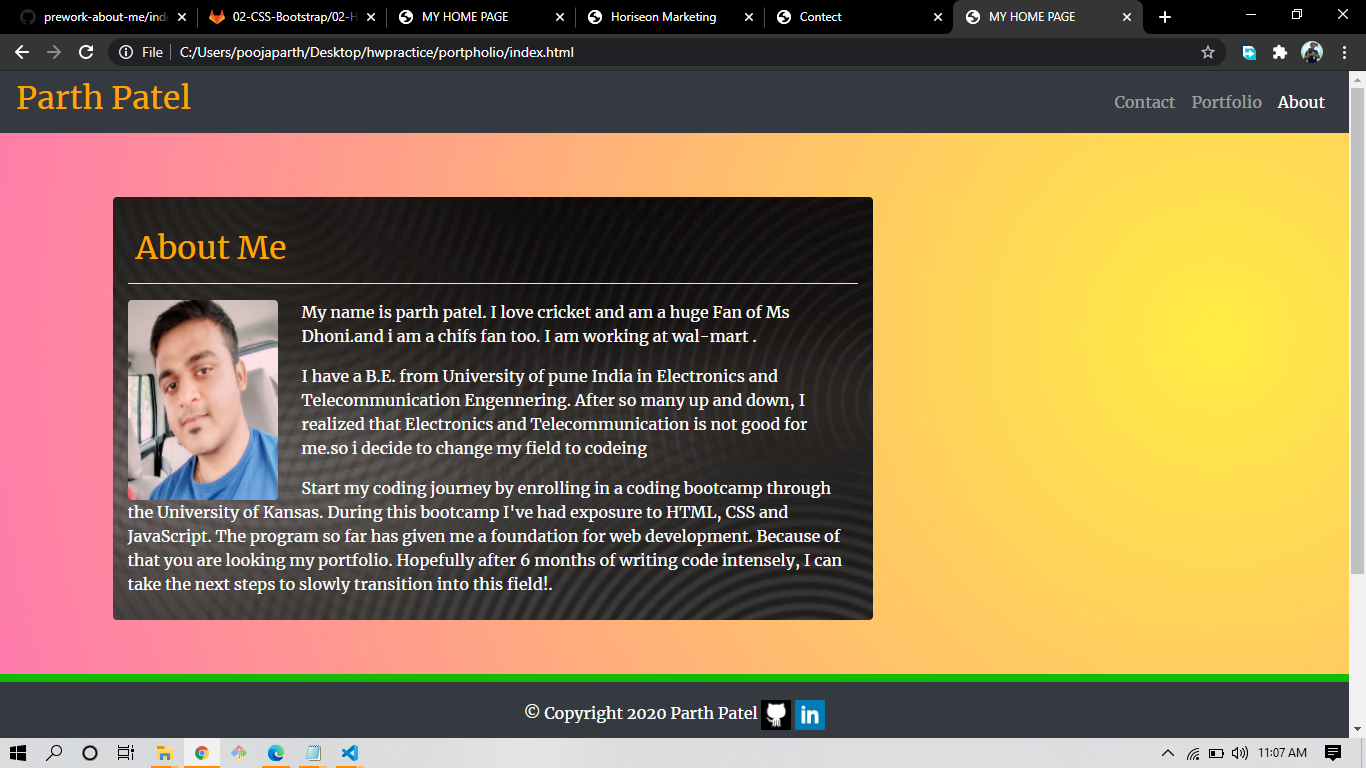 prework-about-me/ind
02-CSS-Bootstrap/02-H
MY HOME PAGE
Horiseon Marketing
Contect
MY HOME PAGE
File
C:/Users/poojaparth/Desktop/hwpractice/portpholio/index.html
Parth Patel
Contact Portfolio About
About Me
My name is parth patel. I love cricket and am a huge Fan of Ms
Dhoni.and i am a chifs fan too. I am working at wal-mart .
I have a B.E. from University of pune India in Electronics and
Telecommunication Engennering. After so many up and down, I
realized that Electronics and Telecommunication is not good for
me.so i decide to change my field to codeing
Start my coding journey by enrolling in a coding bootcamp through
the University of Kansas. During this bootcamp I've had exposure to HTML, CSS and
JavaScript. The program so far has given me a foundation for web development. Because of
that you are looking my portfolio. Hopefully after 6 months of writing code intensely, I can
take the next steps to slowly transition into this field!.
© Copyright 2020 Parth Patel
in
11:07 AM